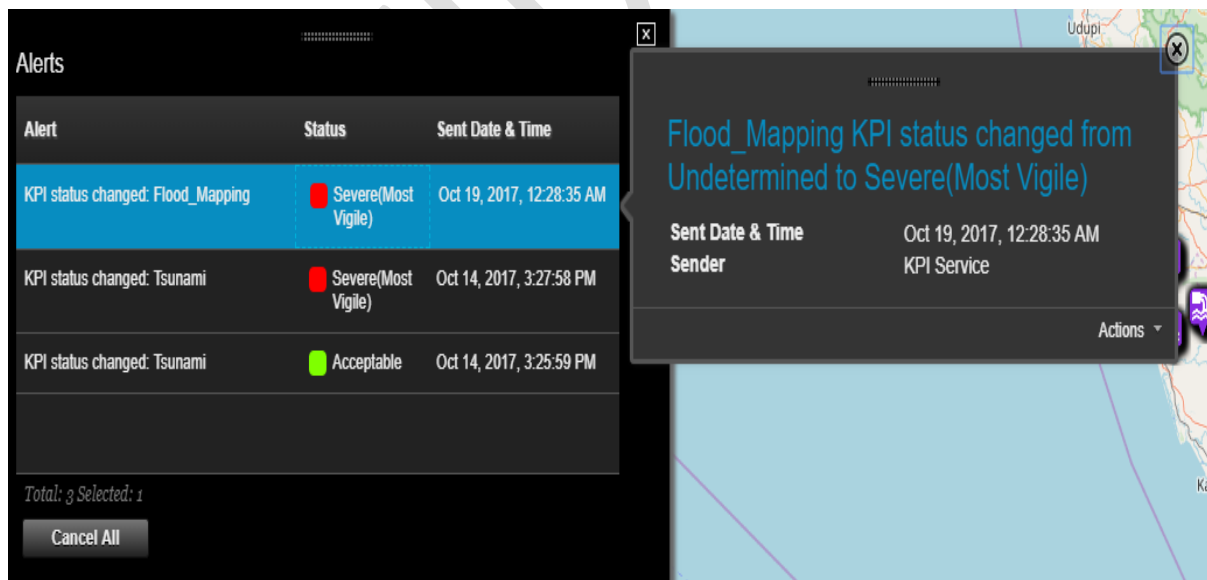 Udupi
X
X
Alerts
Alert Status Sent Date & Time
KPI status changed: Flood_Mapping Severe(Most Vigile) Oct 19, 2017, 12:28:35 AM
KPI status changed: Tsunami Severe(Most Vigile) Oct 14, 2017, 3:27:58 PM
KPI status changed: Tsunami Acceptable Oct 14, 2017, 3:25:59 PM
Total: 3 Selected: 1
Cancel All
Flood_Mapping KPI status changed from
Undetermined to Severe(Most Vigile)
Sent Date & Time Oct 19, 2017, 12:28:35 AM
Sender KPI Service
Actions